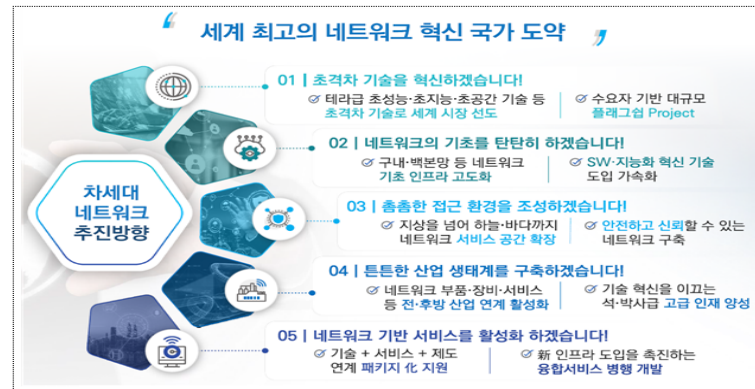 “ 세계 최고의 네트워크 혁신 국가 도약 ”
차세대
네트워크
추진방향
01 | 초격차 기술을 혁신하겠습니다!
테라급 초성능·초지능·초공간 기술 등
초격차 기술로 세계 시장 선도
수요자 기반 대규모
플래그쉽 Project
02 | 네트워크의 기초를 탄탄히 하겠습니다!
구내·백본망 등 네트워크
기초 인프라 고도화
SW·지능화 혁신 기술
도입 가속화
03 | 촘촘한 접근 환경을 조성하겠습니다!
지상을 넘어 하늘·바다까지
네트워크 서비스 공간 확장
안전하고 신뢰할 수 있는
네트워크 구축
04 | 튼튼한 산업 생태계를 구축하겠습니다!
네트워크 부품·장비·서비스
등 전·후방 산업 연계 활성화
기술 혁신을 이끄는
석·박사급 고급 인재 양성
05 | 네트워크 기반 서비스를 활성화 하겠습니다!
기술 + 서비스 + 제도
연계 패키지 化 지원
新 인프라 도입을 촉진하는
융합서비스 병행 개발